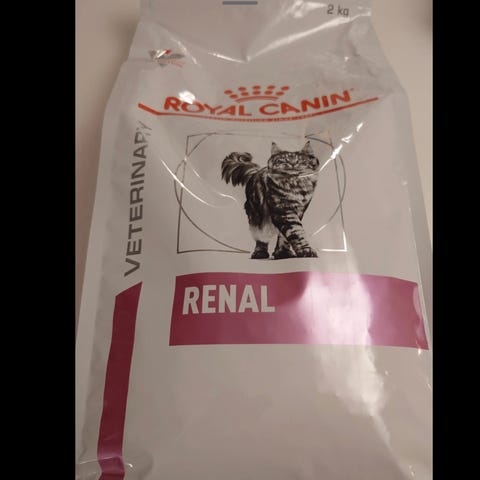 2 kg
ROYAL CANIN
VETERINARY
RENAL